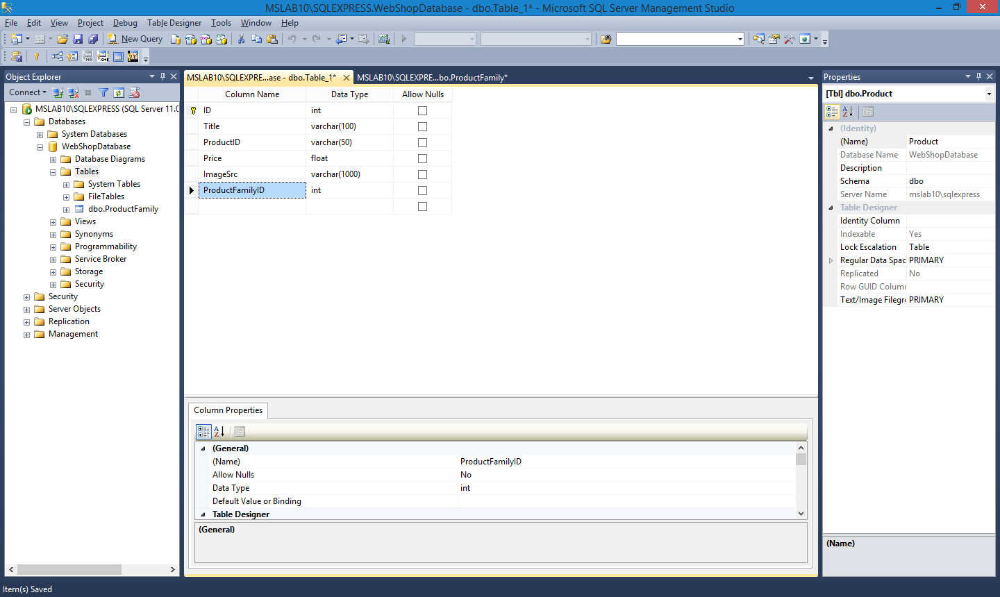 MSLAB10\SQLEXPRESS.WebShopDatabase - dbo.Table_1* - Microsoft SQL Server Management Studio
File Edit View Project Debug Table Designer Tools Window Help
New Query
Object Explorer
Connect
MSLAB10\SQLEXPRESS (SQL Server 11.0
Databases
System Databases
WebShopDatabase
Database Diagrams
Tables
System Tables
FileTables
dbo.ProductFamily
Views
Synonyms
Programmability
Service Broker
Storage
Security
Security
Server Objects
Replication
Management
MSLAB10\SQLEXPRE...ase - dbo.Table_1* MSLAB10\SQLEXPRE...bo.ProductFamily*
Column Name Data Type Allow Nulls
ID int
Title varchar(100)
ProductID varchar(50)
Price float
ImageSrc varchar(1000)
ProductFamilyID int
Column Properties
(General)
(Name) ProductFamilyID
Allow Nulls No
Data Type int
Default Value or Binding
Table Designer
(General)
Properties
[Tbl] dbo.Product
(Identity)
(Name) Product
Database Name WebShopDatabase
Description
Schema dbo
Server Name mslab10\sqlexpress
Table Designer
Identity Column
Indexable Yes
Lock Escalation Table
Regular Data Spac PRIMARY
Replicated No
Row GUID Colum
Text/Image Filegr PRIMARY
(Name)
Item(s) Saved